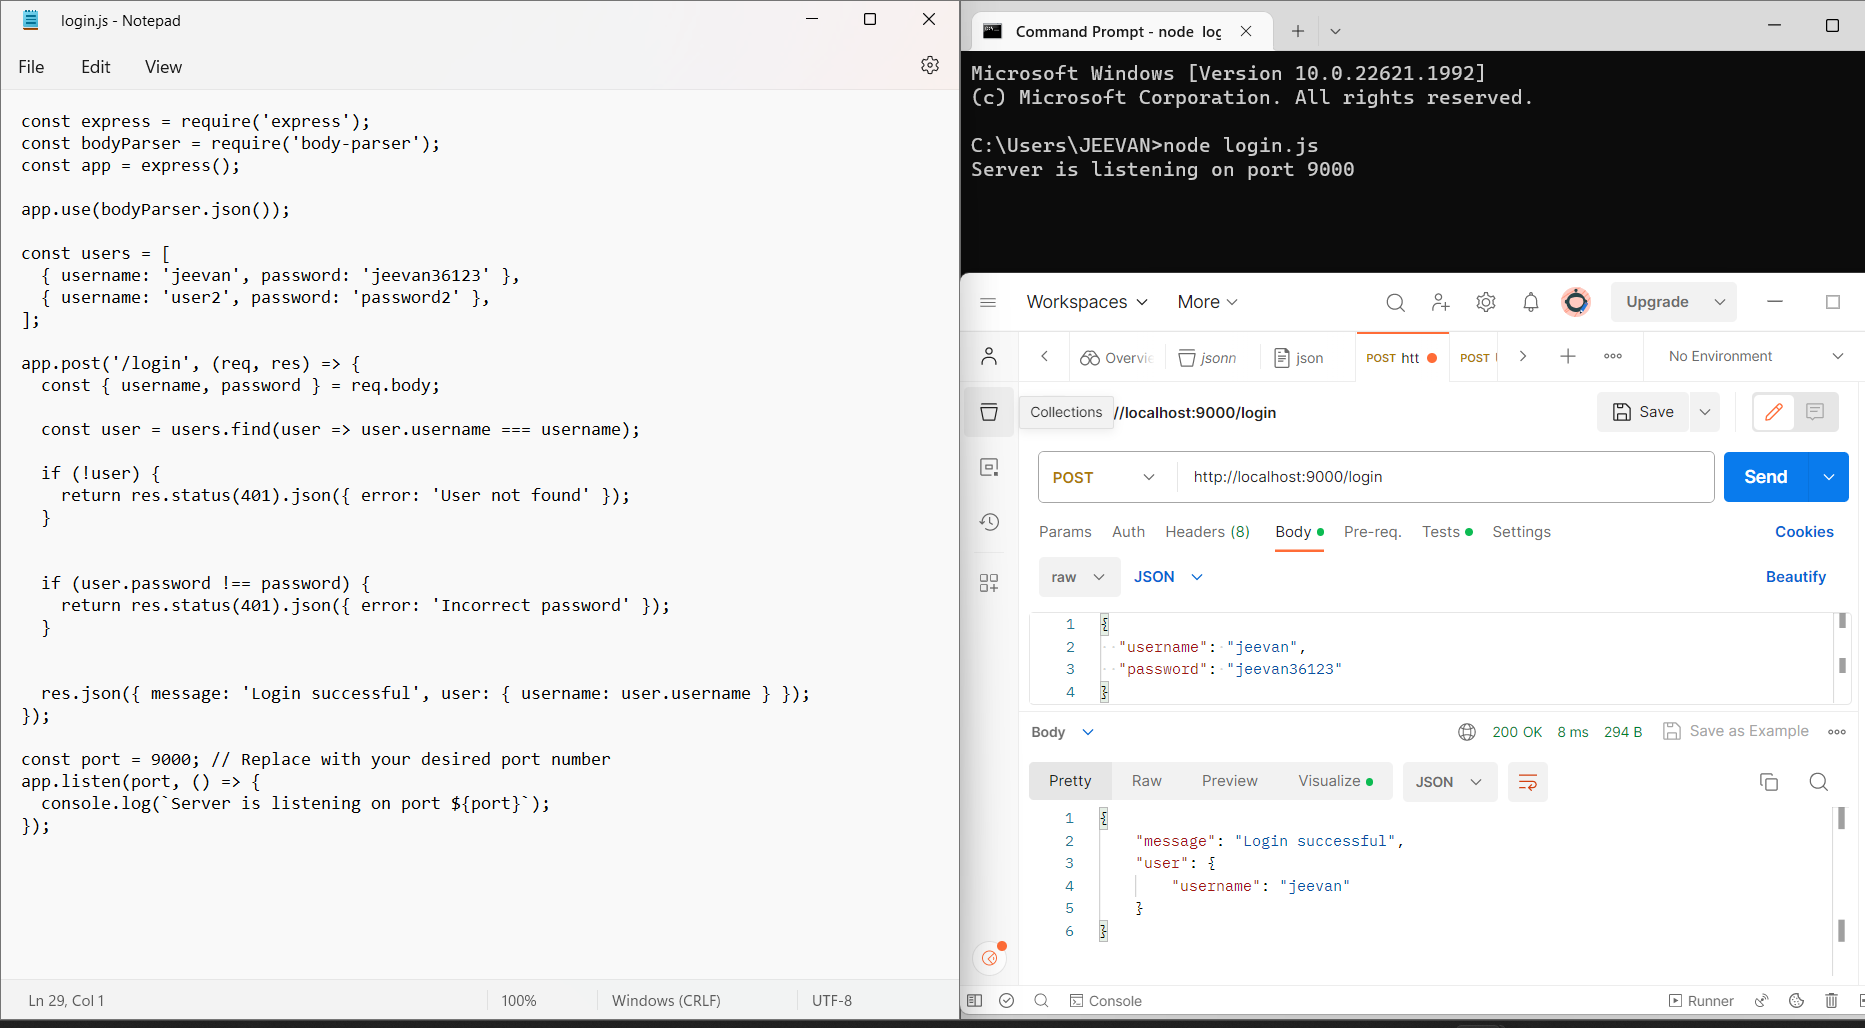 login.js - Notepad
File Edit View
const express = require('express');
const bodyParser = require('body-parser');
const app = express();
app.use(bodyParser.json());
const users = [
{ username: 'jeevan', password: 'jeevan36123' },
{ username: 'user2', password: 'password2' },
];
app.post('/login', (req, res) => {
const { username, password } = req.body;
const user = users.find(user => user.username === username);
if (!user) {
return res.status(401).json({ error: 'User not found' });
}
if (user.password !== password) {
return res.status(401).json({ error: 'Incorrect password' });
}
res.json({ message: 'Login successful', user: { username: user.username } });
});
const port = 9000; // Replace with your desired port number
app.listen(port, () => {
console.log(`Server is listening on port ${port}`);
});
Ln 29, Col 1 100% Windows (CRLF) UTF-8
Command Prompt - node log
Microsoft Windows [Version 10.0.22621.1992]
(c) Microsoft Corporation. All rights reserved.
C:\Users\JEEVAN>node login.js
Server is listening on port 9000
Workspaces More Upgrade
Overvie jsonn json POST htt POST No Environment
Collections //localhost:9000/login Save
POST http://localhost:9000/login Send
Params Auth Headers (8) Body Pre-req. Tests Settings Cookies
raw JSON Beautify
1 {
2 "username": "jeevan",
3 "password": "jeevan36123"
4 }
Body 200 OK 8 ms 294 B Save as Example
Pretty Raw Preview Visualize JSON
1 {
2 "message": "Login successful",
3 "user": {
4 "username": "jeevan"
5 }
6 }
Console Runner